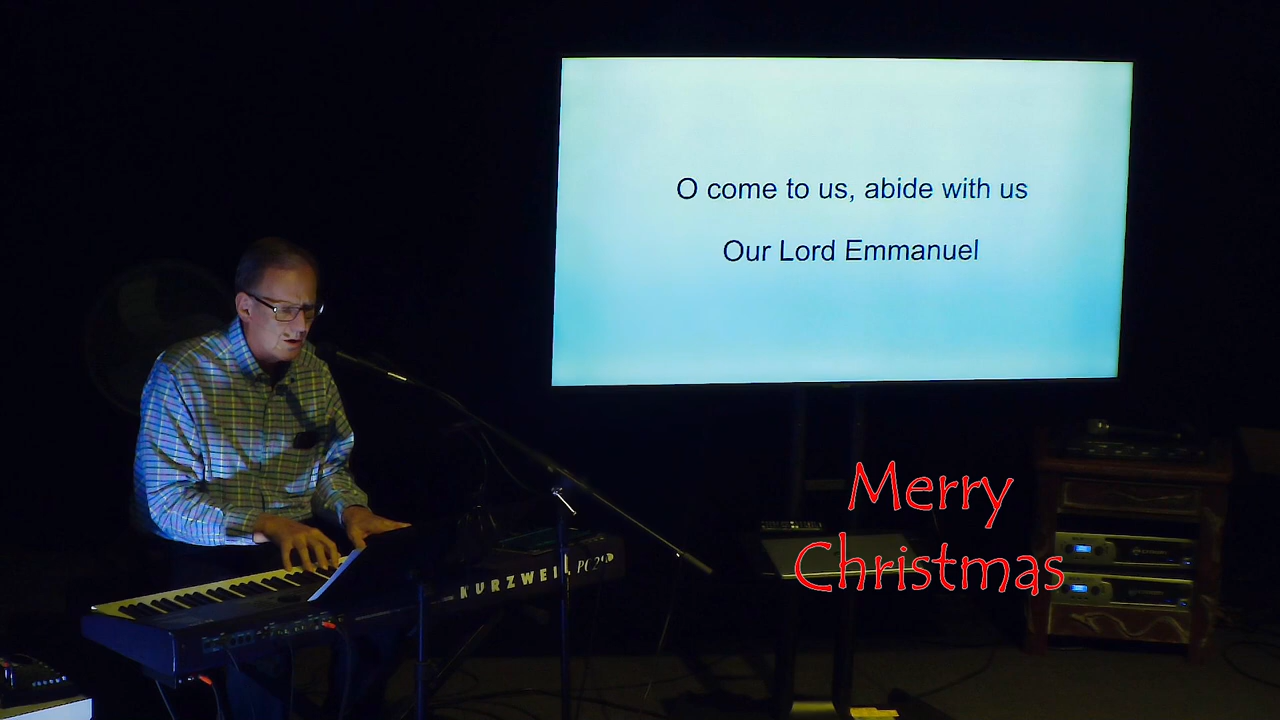 O come to us, abide with us
Our Lord Emmanuel
Merry
Christmas
KURZWEIL PC2